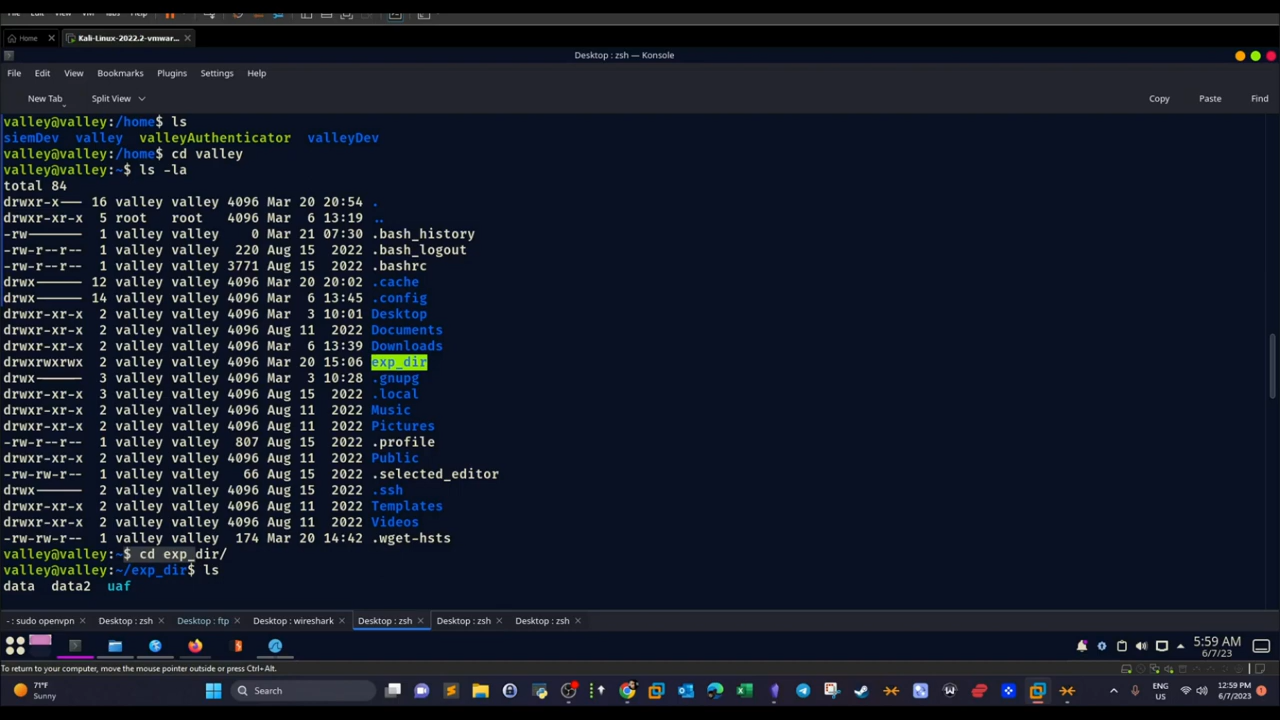 File Edit View VM Tabs Help
Home Kali-Linux-2022.2-vmwar...
Desktop : zsh — Konsole
File Edit View Bookmarks Plugins Settings Help
New Tab Split View Copy Paste Find
valley@valley:/home$ ls
siemDev valley valleyAuthenticator valleyDev
valley@valley:/home$ cd valley
valley@valley:~$ ls -la
total 84
drwxr-x--- 16 valley valley 4096 Mar 20 20:54 .
drwxr-xr-x 5 root root 4096 Mar 6 13:19 ..
-rw------- 1 valley valley 0 Mar 21 07:30 .bash_history
-rw-r--r-- 1 valley valley 220 Aug 15 2022 .bash_logout
-rw-r--r-- 1 valley valley 3771 Aug 15 2022 .bashrc
drwx------ 12 valley valley 4096 Mar 20 20:02 .cache
drwx------ 14 valley valley 4096 Mar 6 13:45 .config
drwxr-xr-x 2 valley valley 4096 Mar 3 10:01 Desktop
drwxr-xr-x 2 valley valley 4096 Aug 11 2022 Documents
drwxr-xr-x 2 valley valley 4096 Mar 6 13:39 Downloads
drwxrwxrwx 2 valley valley 4096 Mar 20 15:06 exp_dir
drwx------ 3 valley valley 4096 Mar 3 10:28 .gnupg
drwxr-xr-x 3 valley valley 4096 Aug 15 2022 .local
drwxr-xr-x 2 valley valley 4096 Aug 11 2022 Music
drwxr-xr-x 2 valley valley 4096 Aug 11 2022 Pictures
-rw-r--r-- 1 valley valley 807 Aug 15 2022 .profile
drwxr-xr-x 2 valley valley 4096 Aug 11 2022 Public
-rw-rw-r-- 1 valley valley 66 Aug 15 2022 .selected_editor
drwx------ 3 valley valley 4096 Aug 15 2022 .ssh
drwxr-xr-x 2 valley valley 4096 Aug 11 2022 Templates
drwxr-xr-x 2 valley valley 4096 Aug 11 2022 Videos
-rw-rw-r-- 1 valley valley 174 Mar 20 14:42 .wget-hsts
valley@valley:~$ cd exp_dir/
valley@valley:~/exp_dir$ ls
data data2 uaf
~ : sudo openvpn Desktop : zsh Desktop : ftp Desktop : wireshark Desktop : zsh Desktop : zsh Desktop : zsh
5:59 AM
6/7/23
To return to your computer, move the mouse pointer outside or press Ctrl+Alt.
71°F
Sunny
Search
ENG
US
12:59 PM
6/7/2023